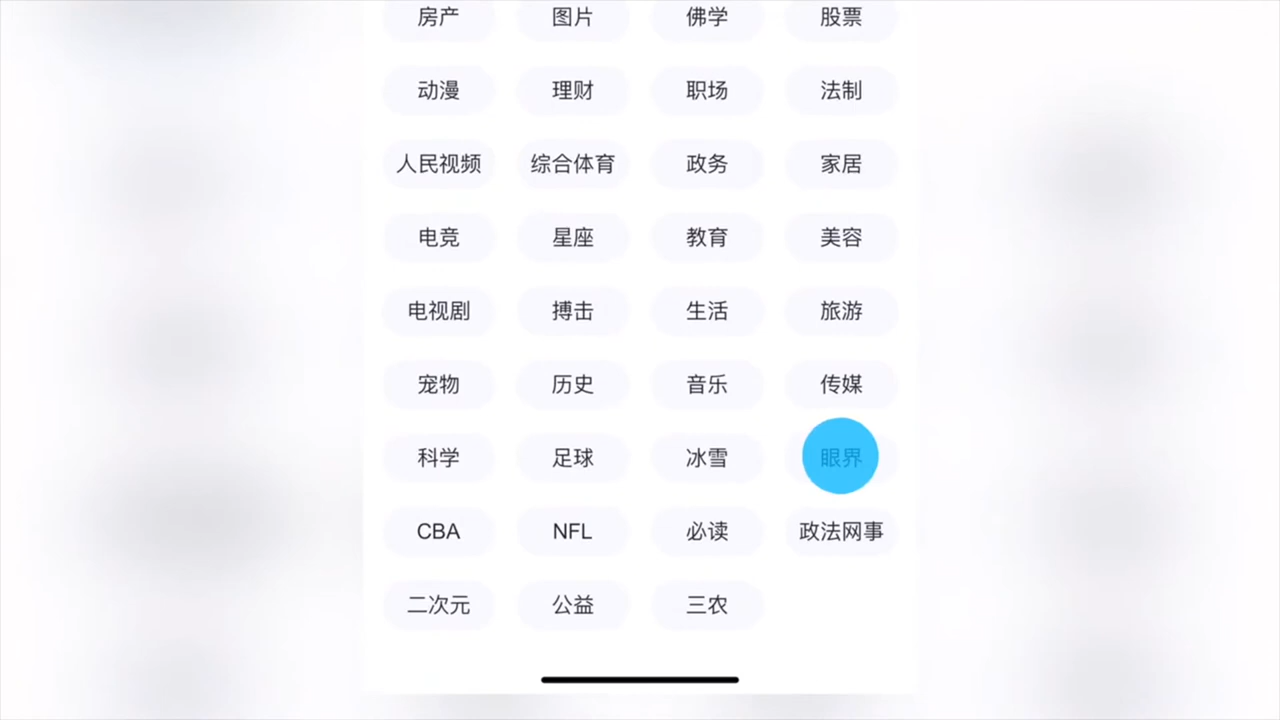 房产 图片 佛学 股票
动漫 理财 职场 法制
人民视频 综合体育 政务 家居
电竞 星座 教育 美容
电视剧 搏击 生活 旅游
宠物 历史 音乐 传媒
科学 足球 冰雪 眼界
CBA NFL 必读 政法网事
二次元 公益 三农